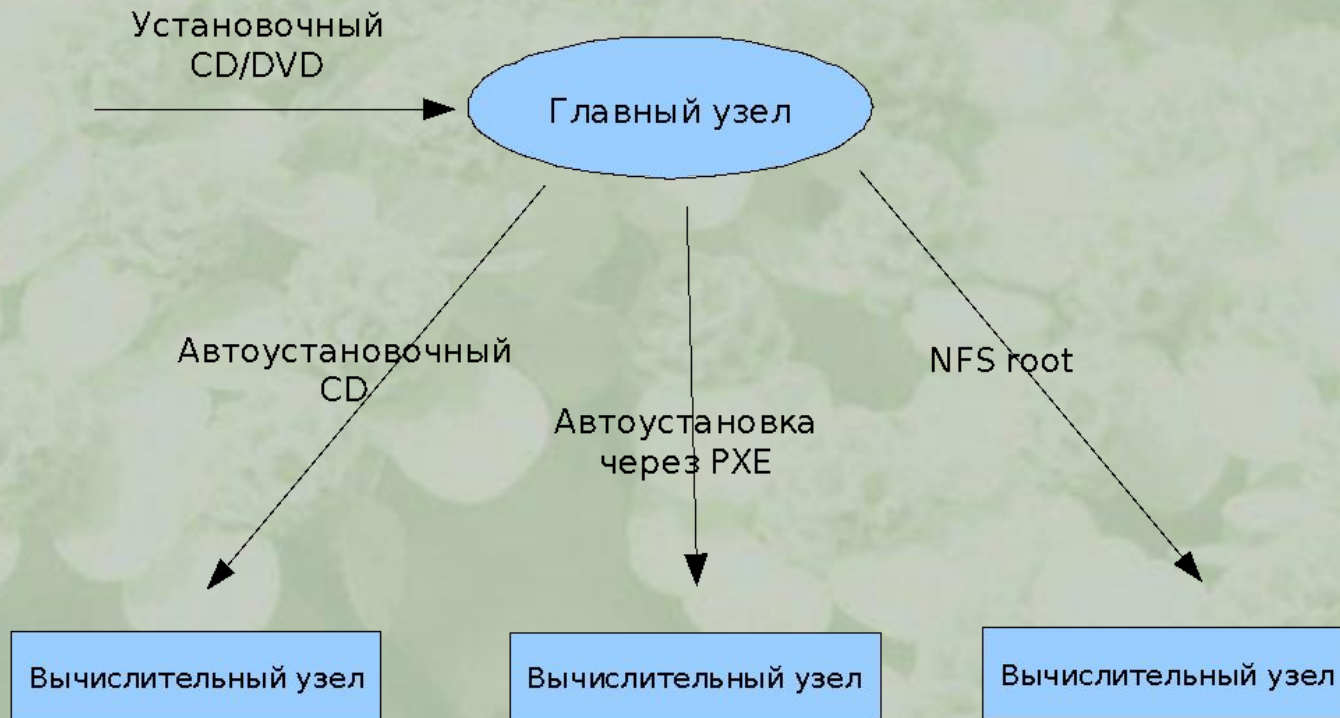 Установочный
CD/DVD
Главный узел
Автоустановочный
CD
NFS root
Автоустановка
через PXE
Вычислительный узел
Вычислительный узел
Вычислительный узел